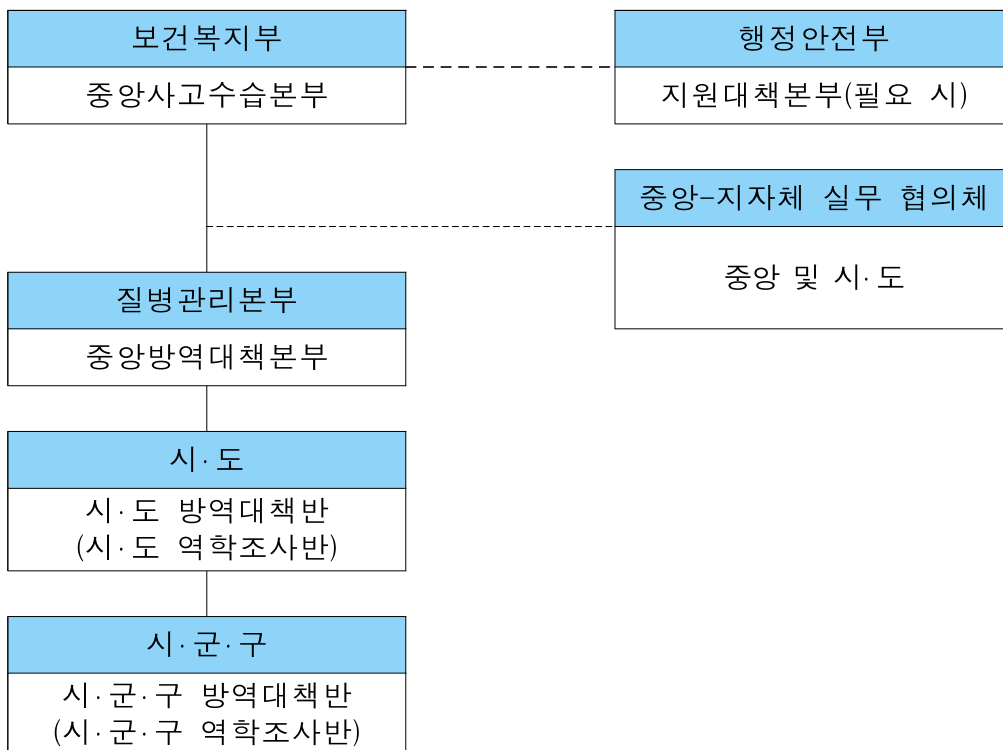 보건복지부
중앙사고수습본부
행정안전부
지원대책본부(필요 시)
중앙-지자체 실무 협의체
중앙 및 시·도
질병관리본부
중앙방역대책본부
시·도
시·도 방역대책반
(시·도 역학조사반)
시·군·구
시·군·구 방역대책반
(시·군·구 역학조사반)